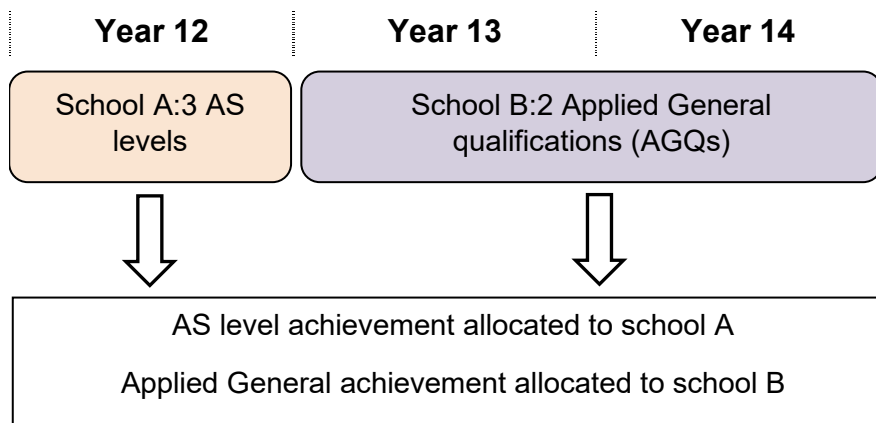 Year 12 Year 13 Year 14
School A:3 AS
levels
School B:2 Applied General
qualifications (AGQs)
AS level achievement allocated to school A
Applied General achievement allocated to school B